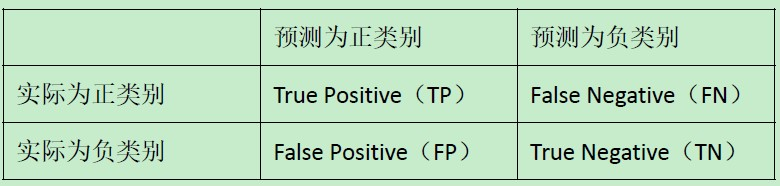 预测为正类别 预测为负类别
实际为正类别 True Positive（TP） False Negative（FN）
实际为负类别 False Positive（FP） True Negative（TN）